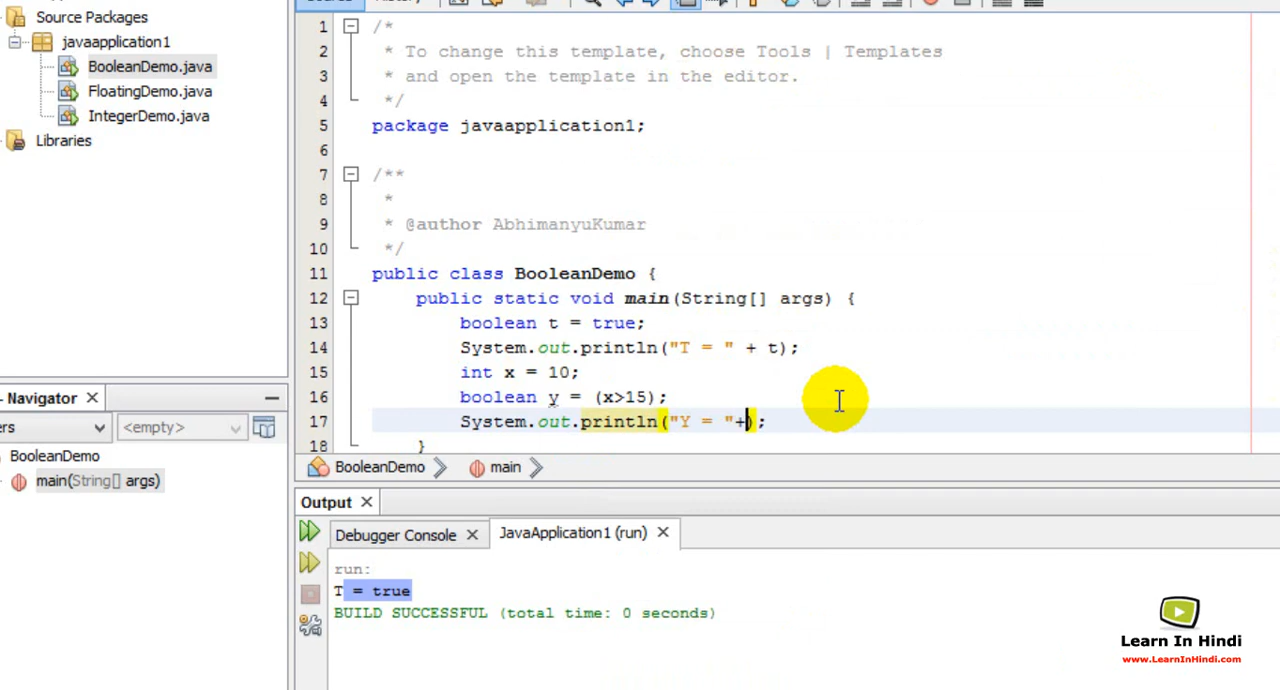 Source Packages
javaapplication1
BooleanDemo.java
FloatingDemo.java
IntegerDemo.java
Libraries
Navigator
<empty>
BooleanDemo
main(String[] args)
1 /*
2 * To change this template, choose Tools | Templates
3 * and open the template in the editor.
4 */
5 package javaapplication1;
6
7 /**
8 *
9 * @author AbhimanyuKumar
10 */
11 public class BooleanDemo {
12 public static void main(String[] args) {
13 boolean t = true;
14 System.out.println("T = " + t);
15 int x = 10;
16 boolean y = (x>15);
17 System.out.println("Y = "+);
18 }
BooleanDemo main
Output
Debugger Console JavaApplication1 (run)
run:
T = true
BUILD SUCCESSFUL (total time: 0 seconds)
Learn In Hindi
www.LearnInHindi.com